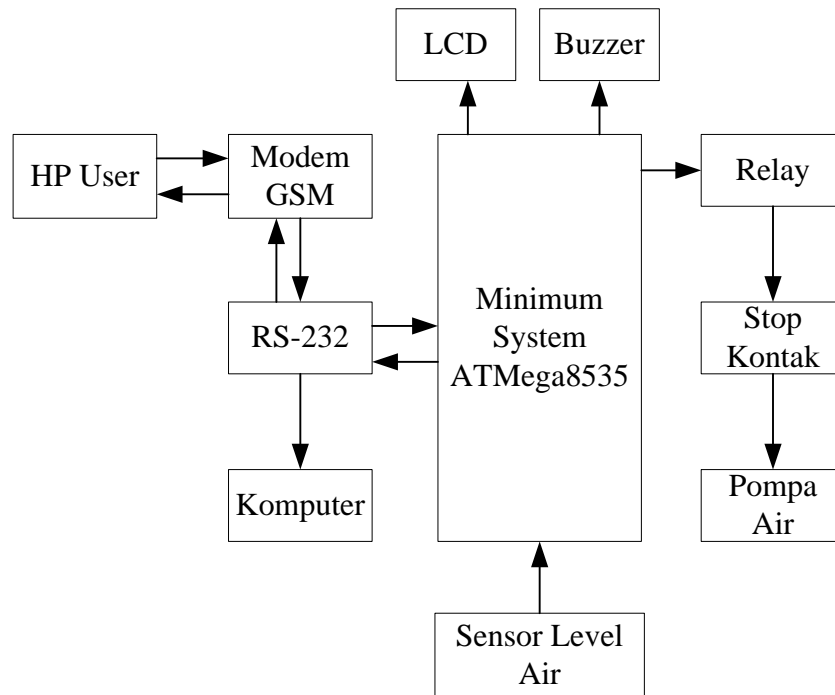 LCD
Buzzer
HP User
Modem
GSM
Relay
RS-232
Minimum
System
ATMega8535
Stop
Kontak
Komputer
Pompa
Air
Sensor Level
Air